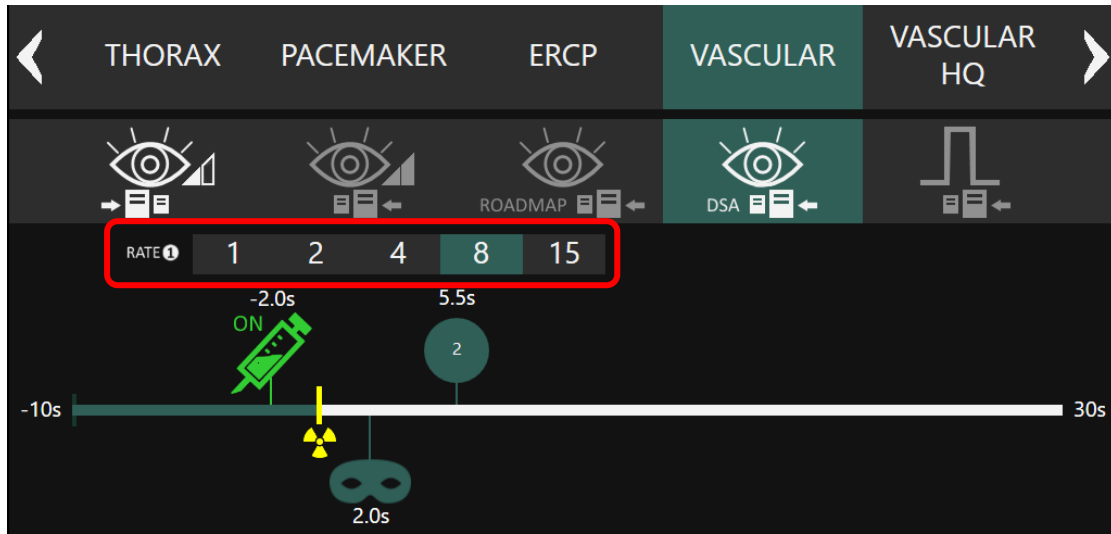 THORAX PACEMAKER ERCP VASCULAR VASCULAR HQ
ROADMAP DSA
RATE❶ 1 2 4 8 15
-2.0s 5.5s
ON
2
-10s 30s
2.0s